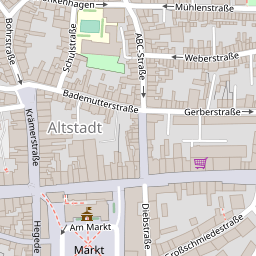 Mühlenstraße
Bohrstraße
Schulstraße
ABC-Straße
Weberstraße
Bademutterstraße
Gerberstraße
Krämerstraße
Altstadt
Am Markt
Markt
Hegede
Diebstraße
Großschmiedestraße